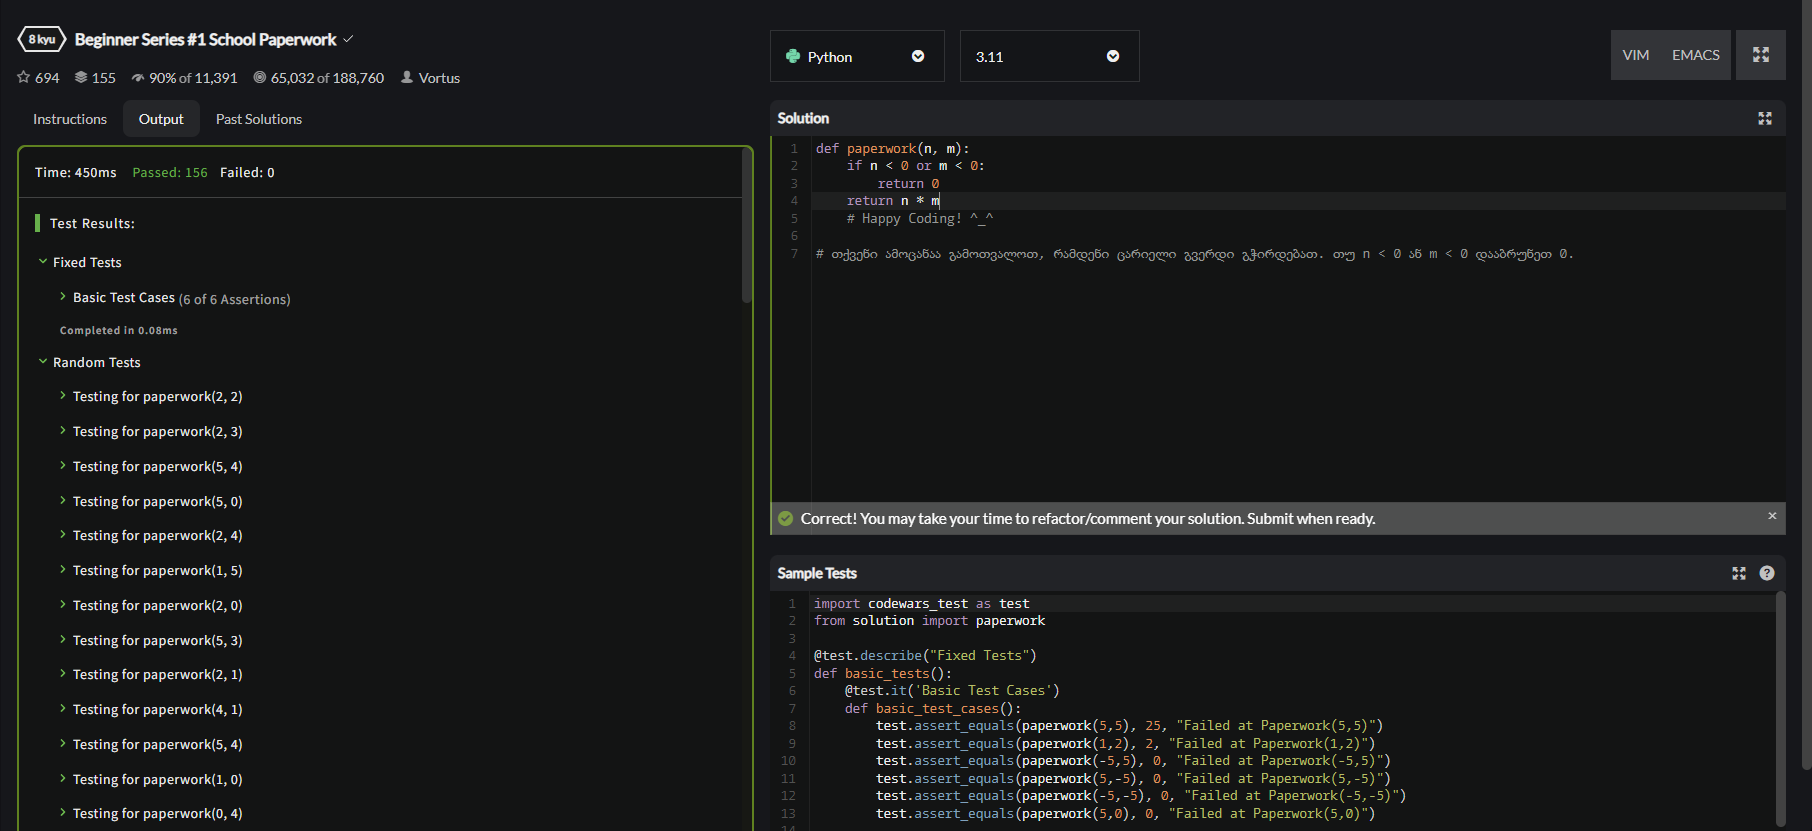 8 kyu Beginner Series #1 School Paperwork
694 155 90% of 11,391 65,032 of 188,760 Vortus
Instructions Output Past Solutions
Time: 450ms Passed: 156 Failed: 0
Test Results:
Fixed Tests
Basic Test Cases (6 of 6 Assertions)
Completed in 0.08ms
Random Tests
Testing for paperwork(2, 2)
Testing for paperwork(2, 3)
Testing for paperwork(5, 4)
Testing for paperwork(5, 0)
Testing for paperwork(2, 4)
Testing for paperwork(1, 5)
Testing for paperwork(2, 0)
Testing for paperwork(5, 3)
Testing for paperwork(2, 1)
Testing for paperwork(4, 1)
Testing for paperwork(5, 4)
Testing for paperwork(1, 0)
Testing for paperwork(0, 4)
Python 3.11 VIM EMACS
Solution
1 def paperwork(n, m):
2 if n < 0 or m < 0:
3 return 0
4 return n * m
5 # Happy Coding! ^_^
6
7 # თქვენი ამოცანაა გამოთვალოთ, რამდენი ცარიელი გვერდი გჭირდებათ. თუ n < 0 ან m < 0 დააბრუნეთ 0.
Correct! You may take your time to refactor/comment your solution. Submit when ready. ×
Sample Tests ?
1 import codewars_test as test
2 from solution import paperwork
3
4 @test.describe("Fixed Tests")
5 def basic_tests():
6 @test.it('Basic Test Cases')
7 def basic_test_cases():
8 test.assert_equals(paperwork(5,5), 25, "Failed at Paperwork(5,5)")
9 test.assert_equals(paperwork(1,2), 2, "Failed at Paperwork(1,2)")
10 test.assert_equals(paperwork(-5,5), 0, "Failed at Paperwork(-5,5)")
11 test.assert_equals(paperwork(5,-5), 0, "Failed at Paperwork(5,-5)")
12 test.assert_equals(paperwork(-5,-5), 0, "Failed at Paperwork(-5,-5)")
13 test.assert_equals(paperwork(5,0), 0, "Failed at Paperwork(5,0)")